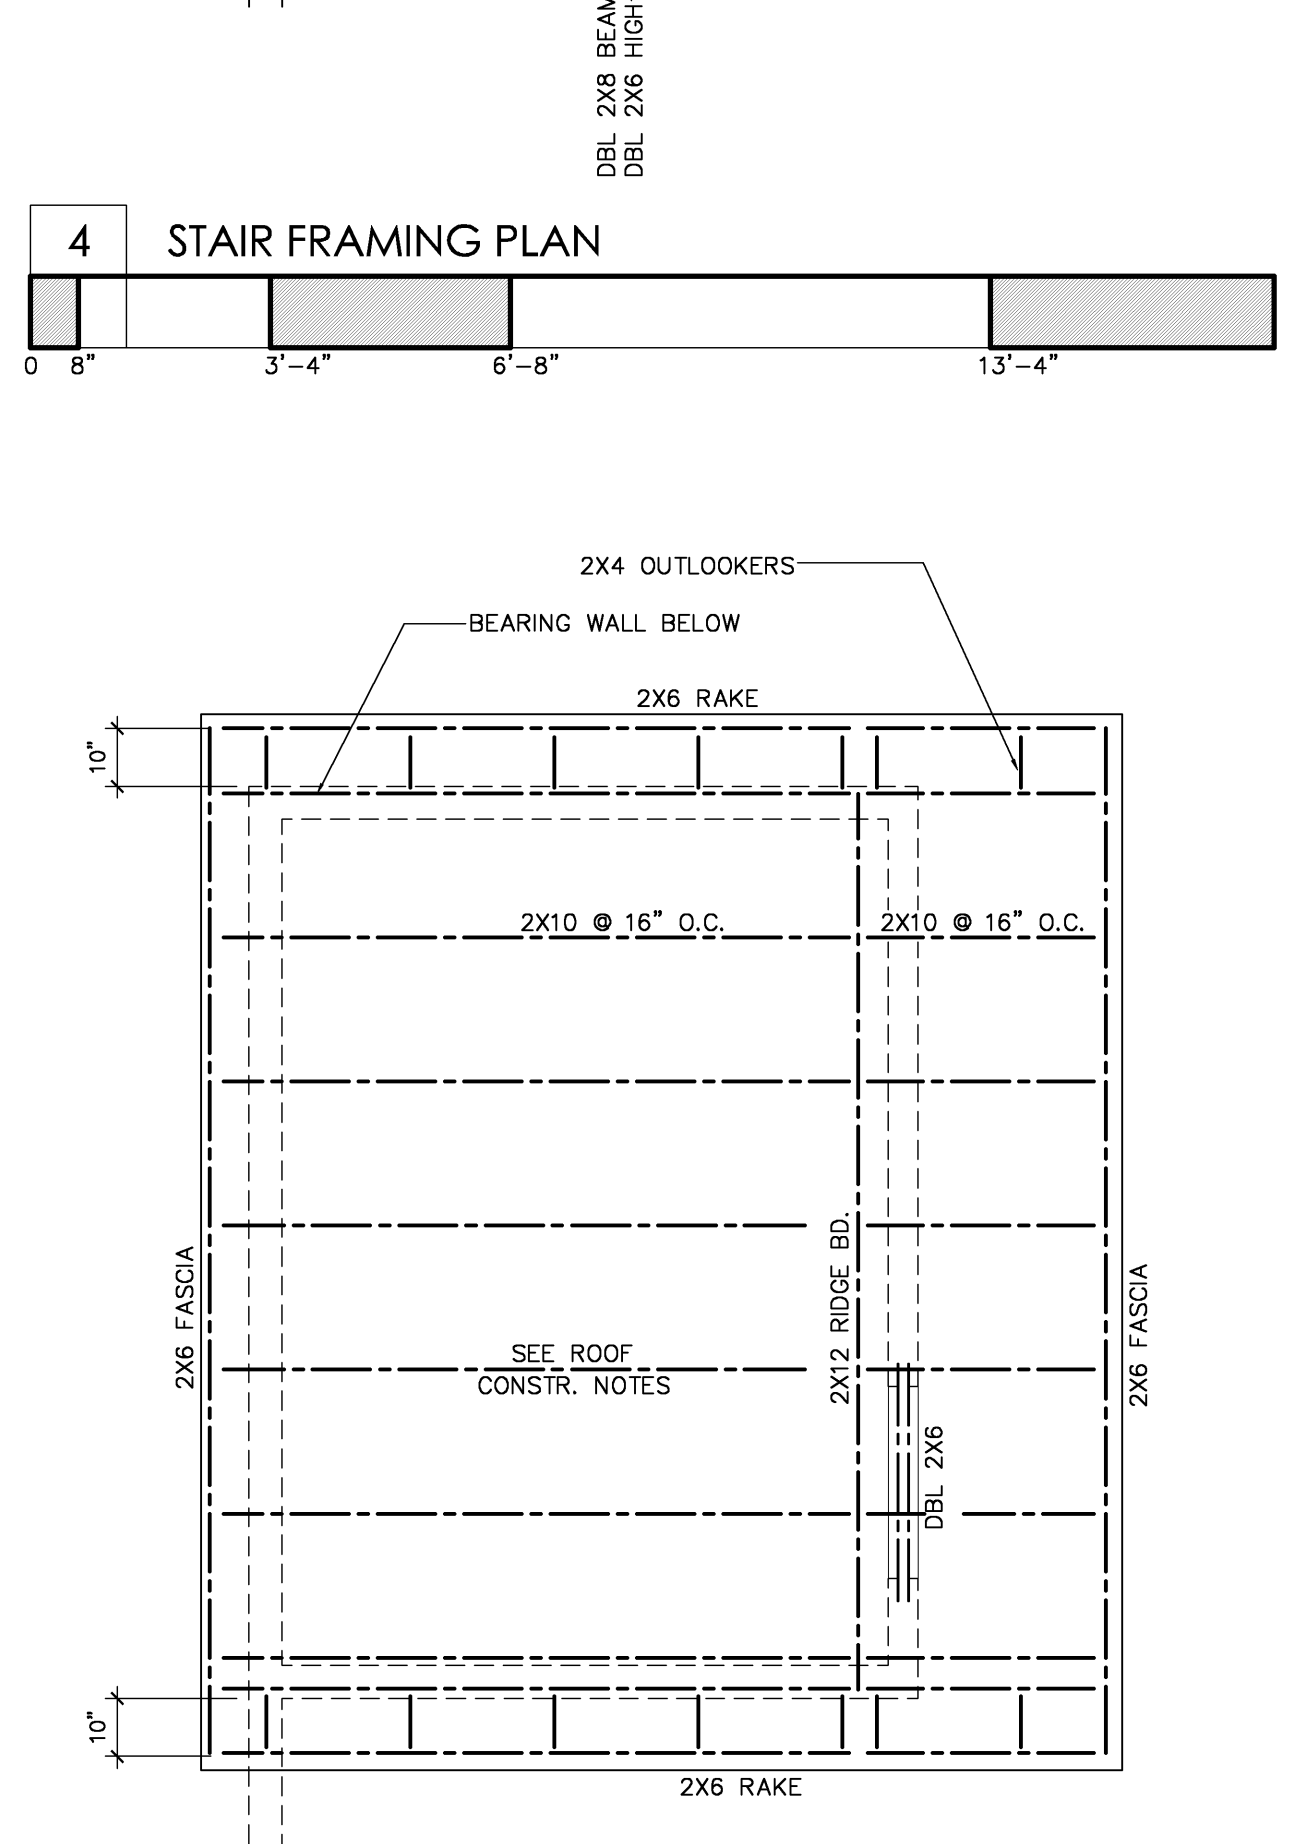 DBL 2X8 BEAM
DBL 2X6 HIGH
4 STAIR FRAMING PLAN
0 8" 3'-4" 6'-8" 13'-4"
2X4 OUTLOOKERS
BEARING WALL BELOW
2X6 RAKE
10"
2X10 @ 16" O.C. 2X10 @ 16" O.C.
2X6 FASCIA
2X12 RIDGE BD.
2X6 FASCIA
SEE ROOF
CONSTR. NOTES
DBL 2X6
10"
2X6 RAKE